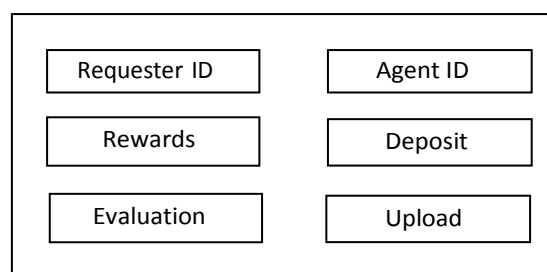 Requester ID
Agent ID
Rewards
Deposit
Evaluation
Upload